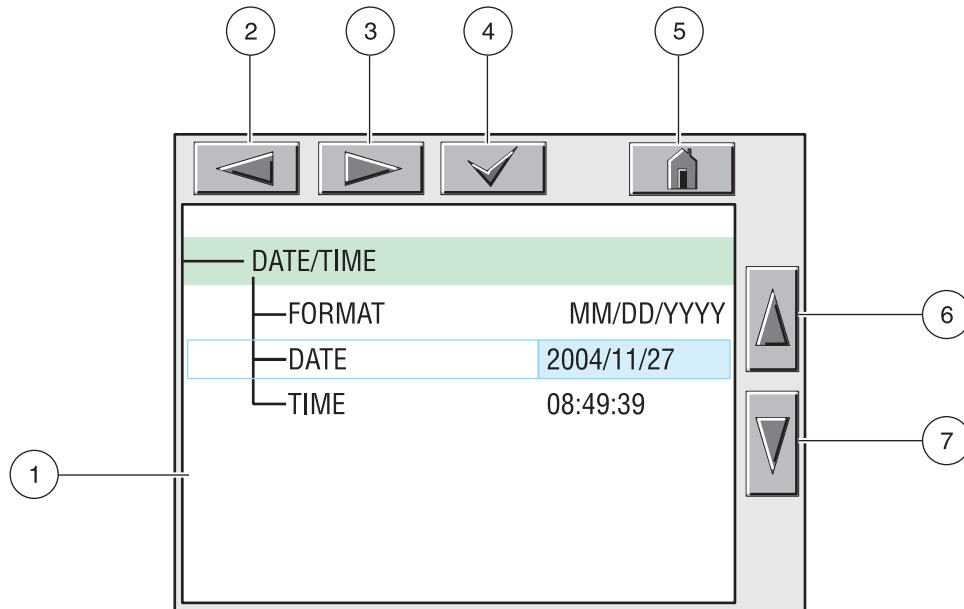 2 3 4 5
DATE/TIME
FORMAT MM/DD/YYYY
6
DATE 2004/11/27
TIME 08:49:39
7
1